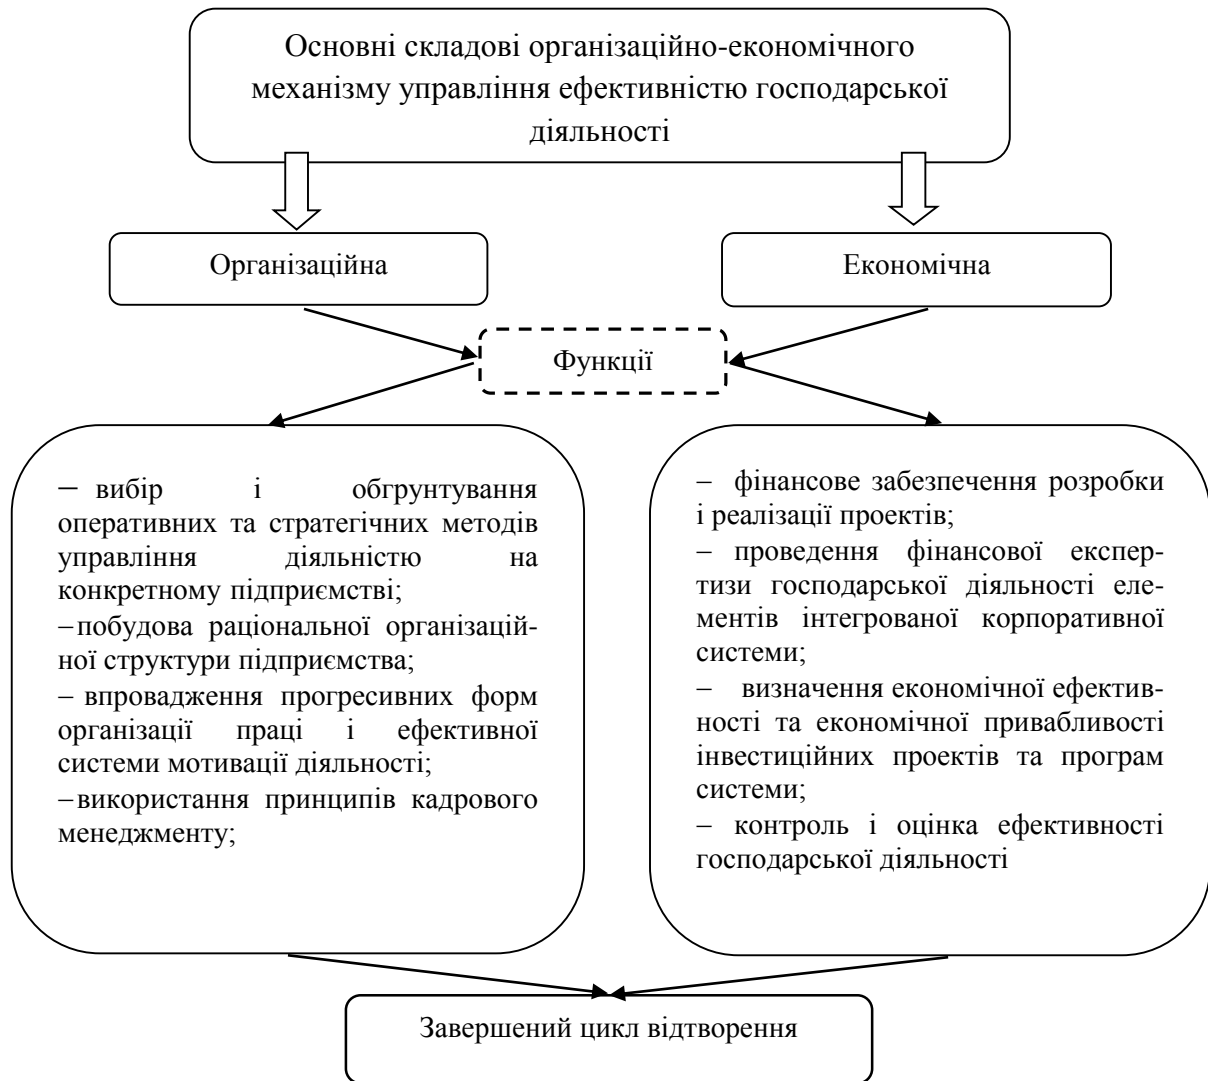 Основні складові організаційно-економічного
механізму управління ефективністю господарської
діяльності
Організаційна
Економічна
Функції
– вибір і обгрунтування
оперативних та стратегічних методів
управління діяльністю на
конкретному підприємстві;
–побудова раціональної організацій-
ної структури підприємства;
– впровадження прогресивних форм
організації праці і ефективної
системи мотивації діяльності;
–використання принципів кадрового
менеджменту;
– фінансове забезпечення розробки
і реалізації проектів;
– проведення фінансової експер-
тизи господарської діяльності еле-
ментів інтегрованої корпоративної
системи;
– визначення економічної ефектив-
ності та економічної привабливості
інвестиційних проектів та програм
системи;
– контроль і оцінка ефективності
господарської діяльності
Завершений цикл відтворення